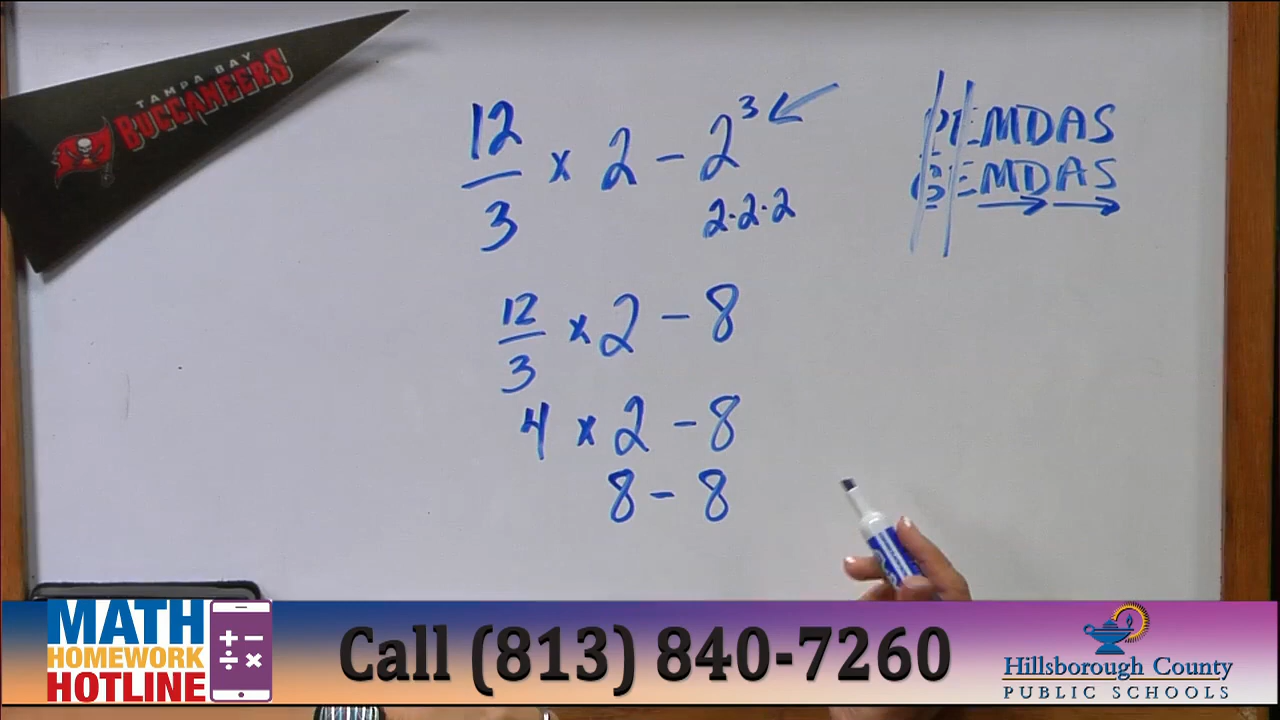 TAMPA BAY
BUCCANEERS
12/3 × 2 - 2³
2·2·2
PEMDAS
GEMDAS
12/3 × 2 - 8
4 × 2 - 8
8 - 8
MATH
HOMEWORK
HOTLINE
+ −
÷ ×
Call (813) 840-7260
Hillsborough County
PUBLIC SCHOOLS